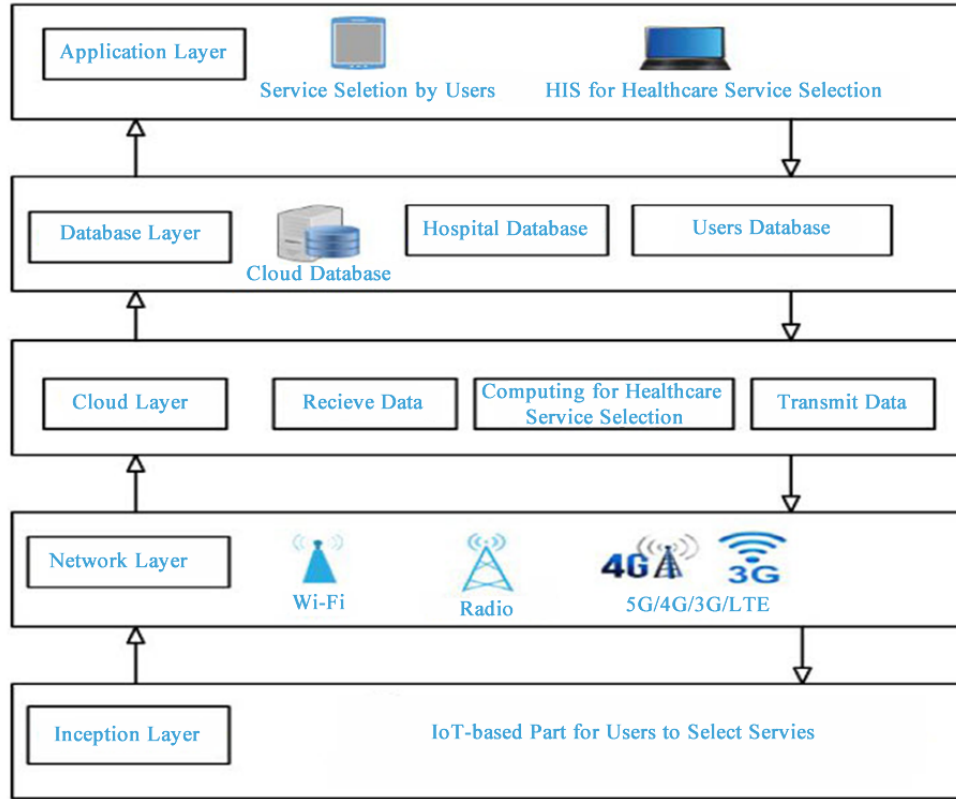 Application Layer
Service Seletion by Users
HIS for Healthcare Service Selection
Database Layer
Cloud Database
Hospital Database
Users Database
Cloud Layer
Recieve Data
Computing for Healthcare
Service Selection
Transmit Data
Network Layer
Wi-Fi
Radio
4G
3G
5G/4G/3G/LTE
Inception Layer
IoT-based Part for Users to Select Servies